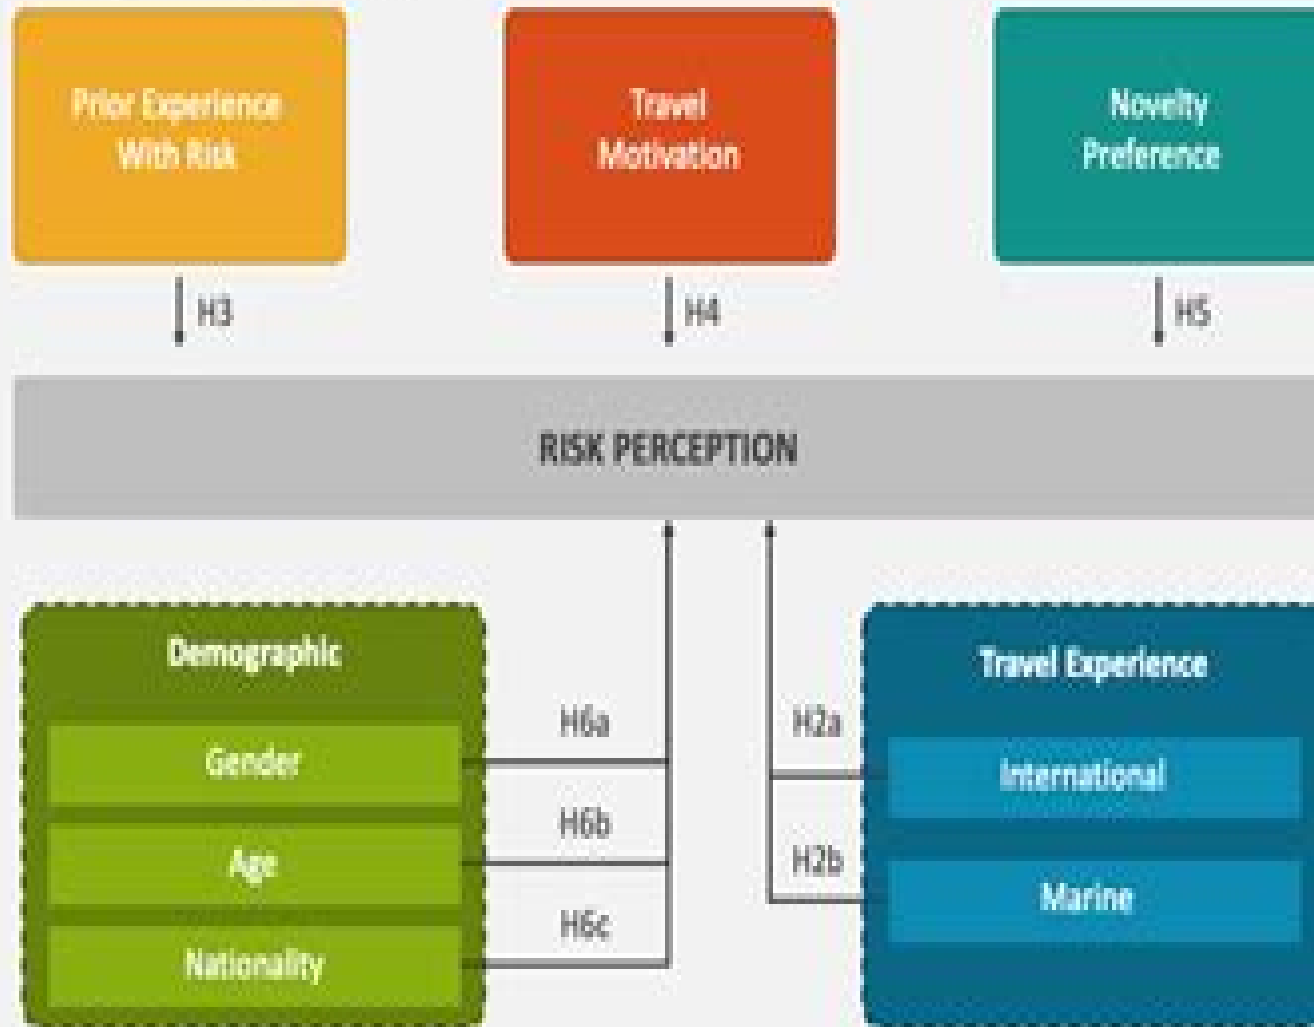 Prior Experience
With Risk
Travel
Motivation
Novelty
Preference
H3
H4
H5
RISK PERCEPTION
Demographic
Gender
Age
Nationality
H6a
H6b
H6c
H2a
H2b
Travel Experience
International
Marine